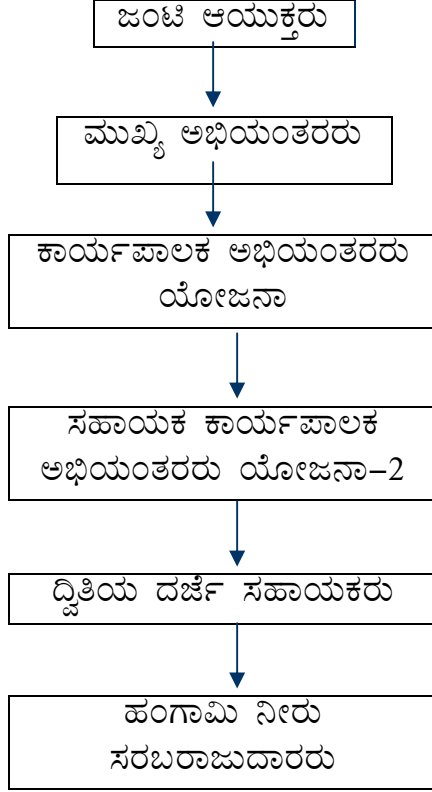 ಜಂಟಿ ಆಯುಕ್ತರು
ಮುಖ್ಯ ಅಭಿಯಂತರರು
ಕಾರ್ಯಪಾಲಕ ಅಭಿಯಂತರರು
ಯೋಜನಾ
ಸಹಾಯಕ ಕಾರ್ಯಪಾಲಕ
ಅಭಿಯಂತರರು ಯೋಜನಾ–2
ದ್ವಿತಿಯ ದರ್ಜೆ ಸಹಾಯಕರು
ಹಂಗಾಮಿ ನೀರು
ಸರಬರಾಜುದಾರರು